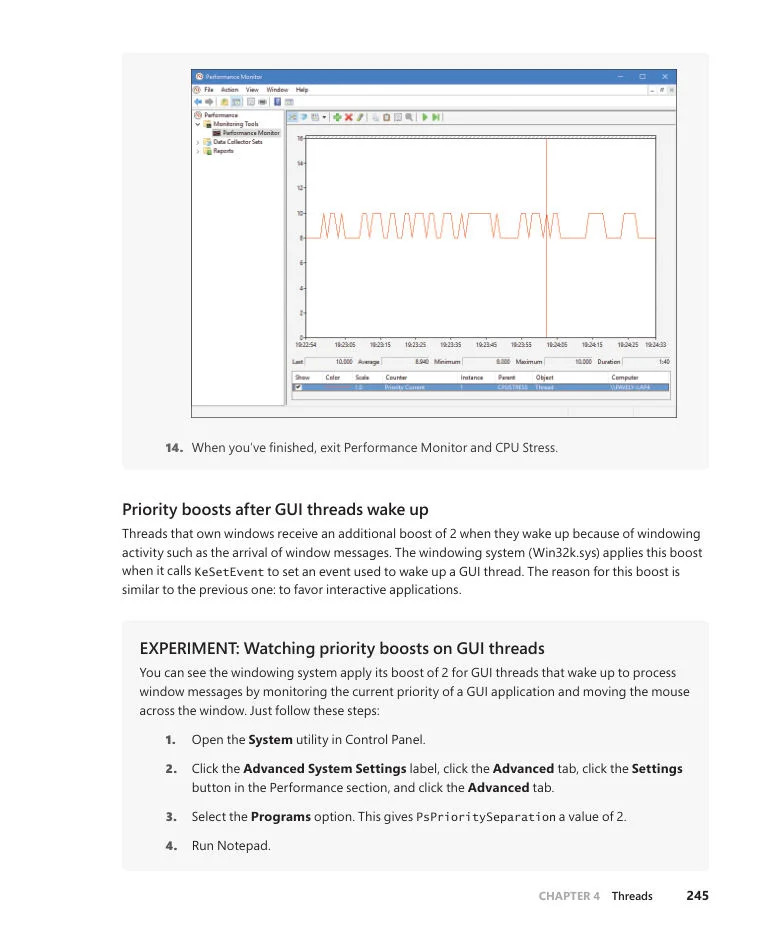 Performance Monitor
File Action View Window Help
Performance
Monitoring Tools
Performance Monitor
Data Collector Sets
Reports
16
14
12
10
8
6
4
2
0
19:22:54 19:23:05 19:23:15 19:23:25 19:23:35 19:23:45 19:23:55 19:24:05 19:24:15 19:24:25 19:24:33
Last 10.000 Average 8.940 Minimum 8.000 Maximum 10.000 Duration 1:40
Show Color Scale Counter Instance Parent Object Computer
1.0 Priority Current 1 CPUSTRESS Thread
14. When you’ve finished, exit Performance Monitor and CPU Stress.
Priority boosts after GUI threads wake up
Threads that own windows receive an additional boost of 2 when they wake up because of windowing
activity such as the arrival of window messages. The windowing system (Win32k.sys) applies this boost
when it calls KeSetEvent to set an event used to wake up a GUI thread. The reason for this boost is
similar to the previous one: to favor interactive applications.
EXPERIMENT: Watching priority boosts on GUI threads
You can see the windowing system apply its boost of 2 for GUI threads that wake up to process
window messages by monitoring the current priority of a GUI application and moving the mouse
across the window. Just follow these steps:
1. Open the System utility in Control Panel.
2. Click the Advanced System Settings label, click the Advanced tab, click the Settings
button in the Performance section, and click the Advanced tab.
3. Select the Programs option. This gives PsPrioritySeparation a value of 2.
4. Run Notepad.
CHAPTER 4 Threads 245